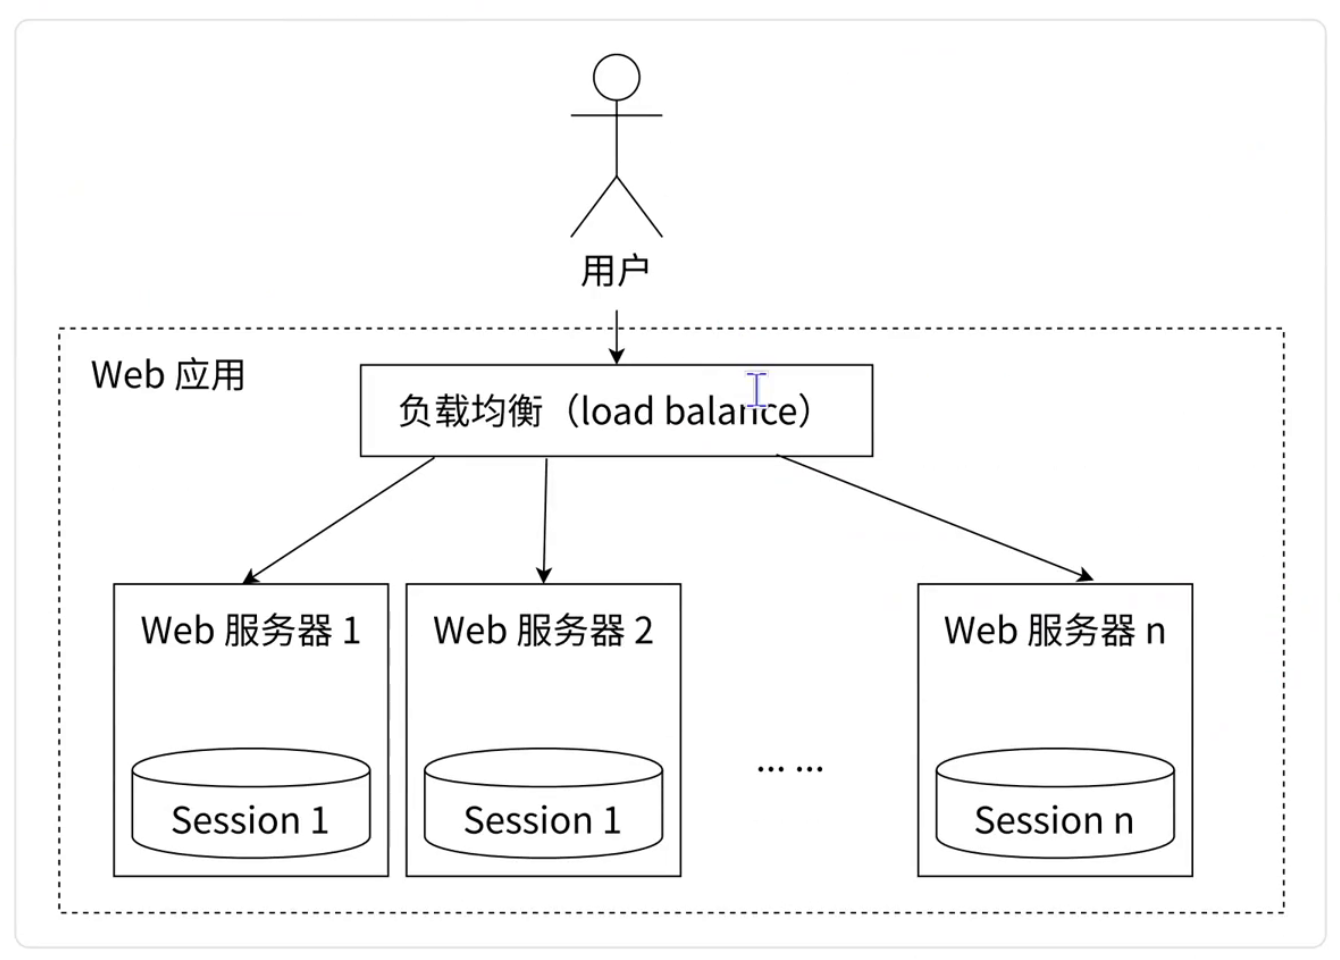 用户
Web 应用
负载均衡（load balance）
Web 服务器 1
Web 服务器 2
Web 服务器 n
... ...
Session 1
Session 1
Session n